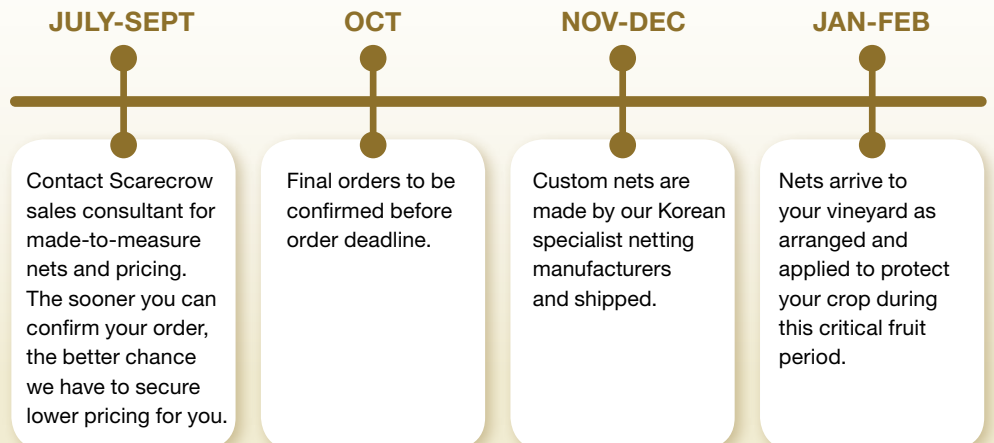 JULY-SEPT
Contact Scarecrow
sales consultant for
made-to-measure
nets and pricing.
The sooner you can
confirm your order,
the better chance
we have to secure
lower pricing for you.
OCT
Final orders to be
confirmed before
order deadline.
NOV-DEC
Custom nets are
made by our Korean
specialist netting
manufacturers
and shipped.
JAN-FEB
Nets arrive to
your vineyard as
arranged and
applied to protect
your crop during
this critical fruit
period.